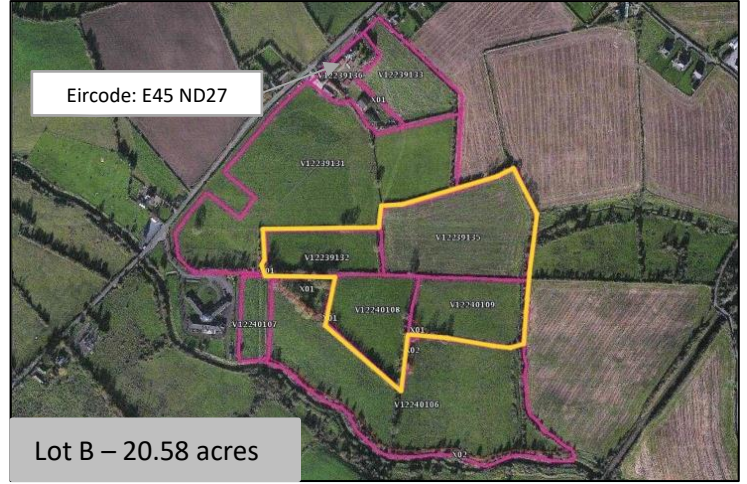 V12239136
V12239133
Eircode: E45 ND27
X01
V12239131
V12239135
V12239132
X01
X01
V12240108
V12240109
V12240107
X01
X01
X02
V12240106
X02
Lot B – 20.58 acres